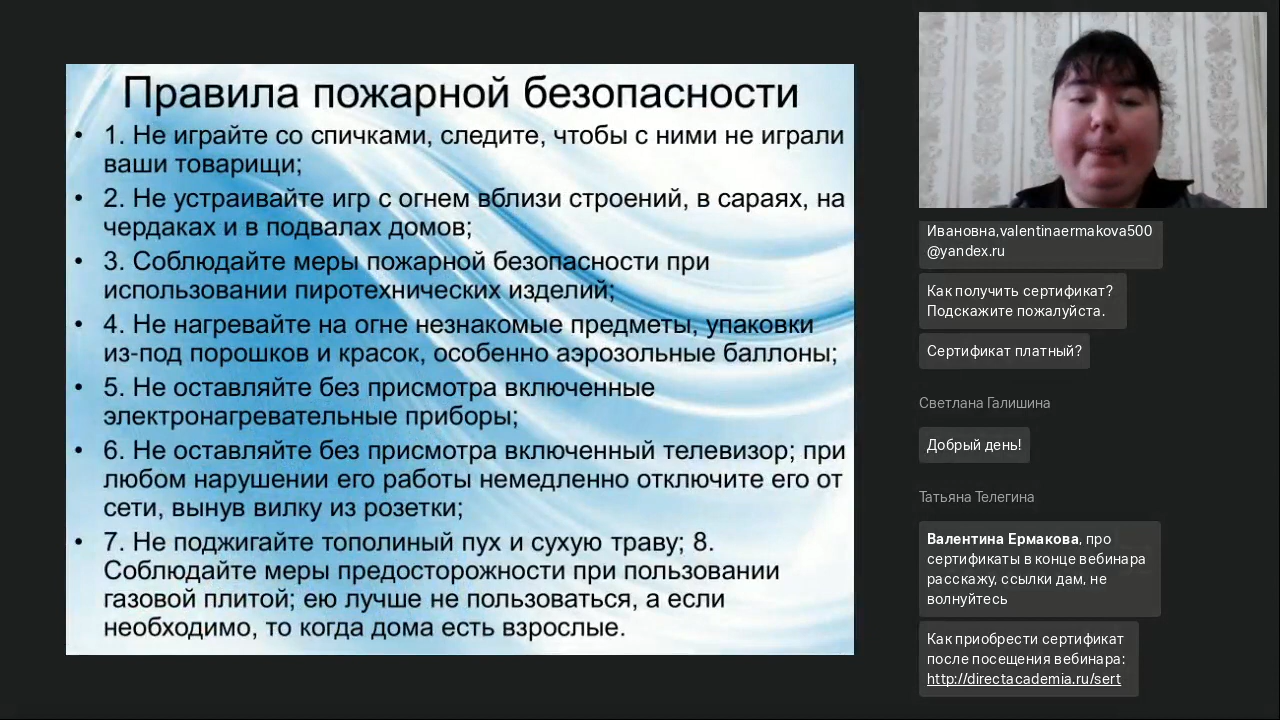 Правила пожарной безопасности
• 1. Не играйте со спичками, следите, чтобы с ними не играли
ваши товарищи;
• 2. Не устраивайте игр с огнем вблизи строений, в сараях, на
чердаках и в подвалах домов;
• 3. Соблюдайте меры пожарной безопасности при
использовании пиротехнических изделий;
• 4. Не нагревайте на огне незнакомые предметы, упаковки
из-под порошков и красок, особенно аэрозольные баллоны;
• 5. Не оставляйте без присмотра включенные
электронагревательные приборы;
• 6. Не оставляйте без присмотра включенный телевизор; при
любом нарушении его работы немедленно отключите его от
сети, вынув вилку из розетки;
• 7. Не поджигайте тополиный пух и сухую траву; 8.
Соблюдайте меры предосторожности при пользовании
газовой плитой; ею лучше не пользоваться, а если
необходимо, то когда дома есть взрослые.
Ивановна,valentinaermakova500
@yandex.ru
Как получить сертификат?
Подскажите пожалуйста.
Сертификат платный?
Светлана Галишина
Добрый день!
Татьяна Телегина
Валентина Ермакова, про
сертификаты в конце вебинара
расскажу, ссылки дам, не
волнуйтесь
Как приобрести сертификат
после посещения вебинара:
http://directacademia.ru/sert